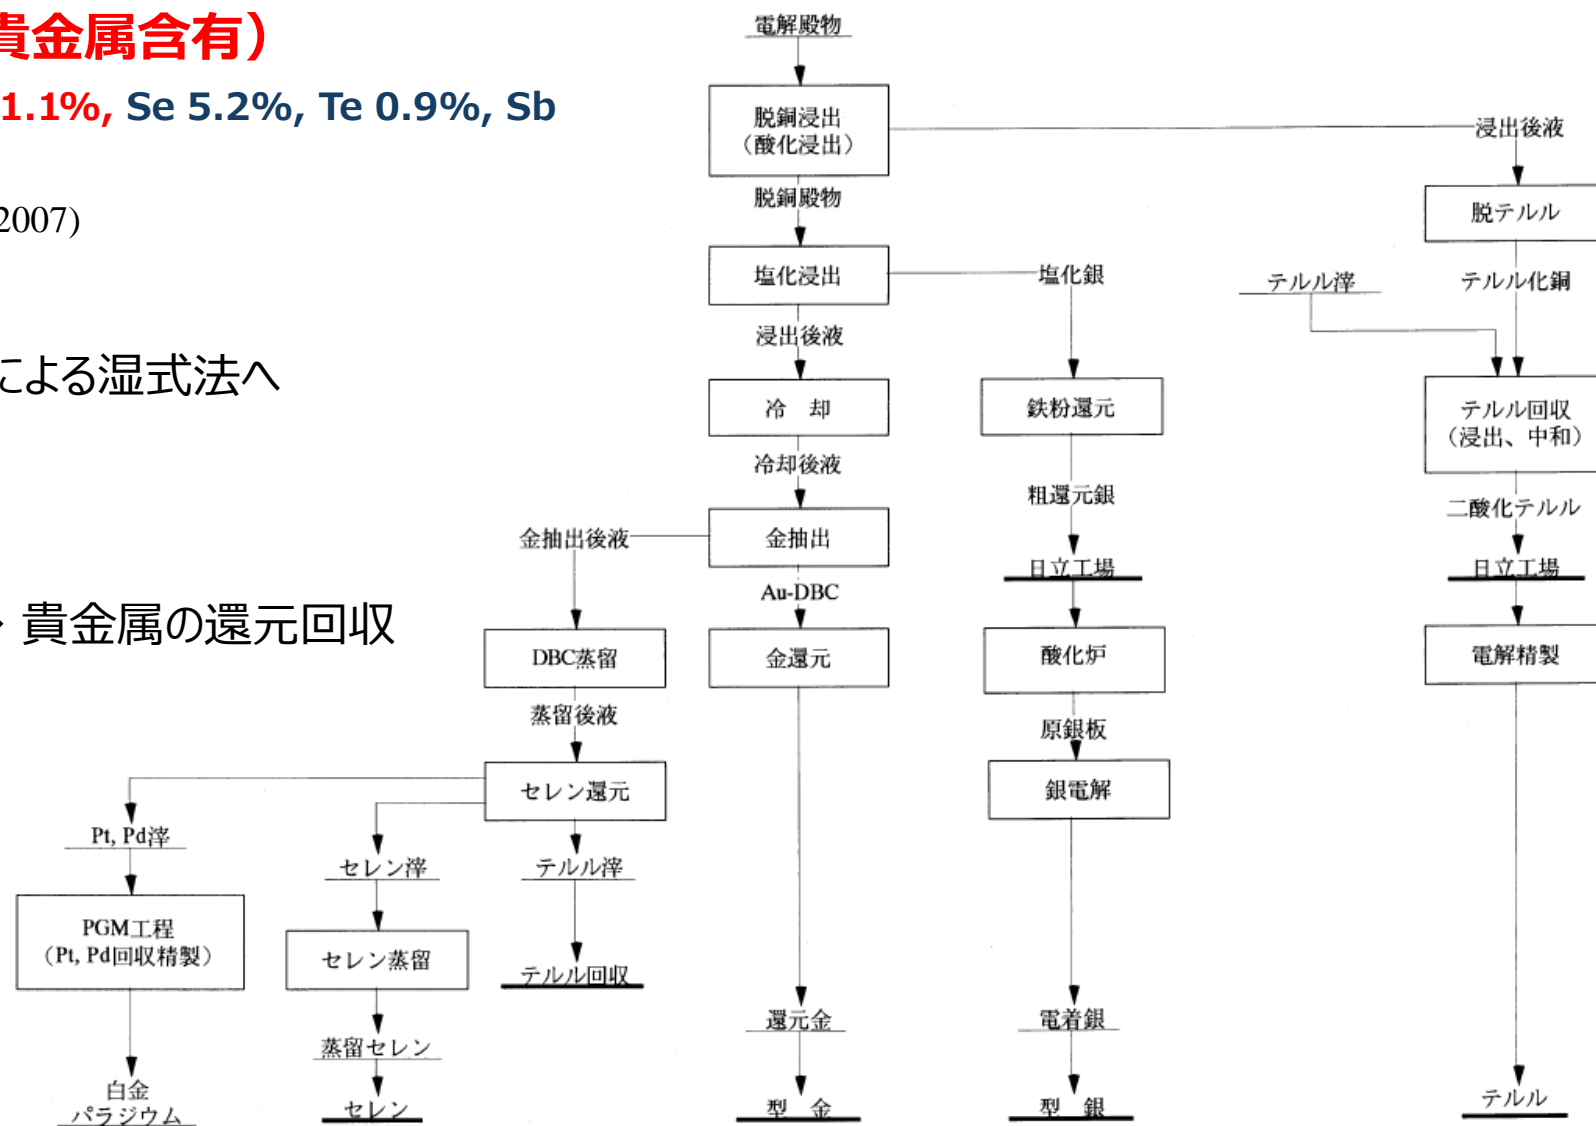 貴金属含有）
1.1%, Se 5.2%, Te 0.9%, Sb
2007)
による湿式法へ
貴金属の還元回収
電解殿物
脱銅浸出
（酸化浸出）
浸出後液
脱銅殿物
脱テルル
塩化浸出
塩化銀
テルル滓
テルル化銅
浸出後液
冷　却
鉄粉還元
テルル回収
（浸出、中和）
冷却後液
粗還元銀
二酸化テルル
金抽出後液
金抽出
日立工場
日立工場
Au-DBC
DBC蒸留
金還元
酸化炉
電解精製
蒸留後液
原銀板
セレン還元
銀電解
Pt, Pd滓
セレン滓
テルル滓
PGM工程
（Pt, Pd回収精製）
セレン蒸留
テルル回収
還元金
電着銀
蒸留セレン
白金
パラジウム
セレン
型　金
型　銀
テルル